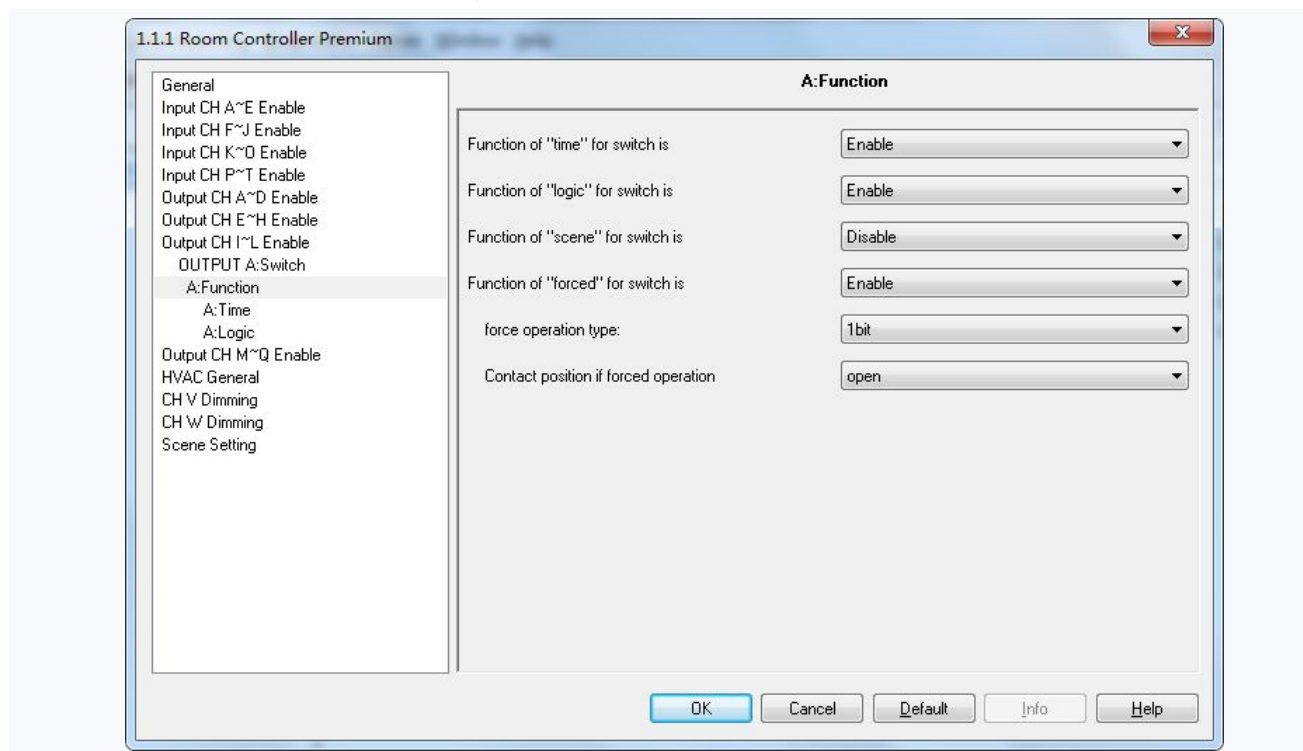 1.1.1 Room Controller Premium
General
Input CH A~E Enable
Input CH F~J Enable
Input CH K~O Enable
Input CH P~T Enable
Output CH A~D Enable
Output CH E~H Enable
Output CH I~L Enable
OUTPUT A:Switch
A:Function
A:Time
A:Logic
Output CH M~Q Enable
HVAC General
CH V Dimming
CH W Dimming
Scene Setting
A:Function
Function of "time" for switch is Enable
Function of "logic" for switch is Enable
Function of "scene" for switch is Disable
Function of "forced" for switch is Enable
force operation type: 1bit
Contact position if forced operation open
OK Cancel Default Info Help